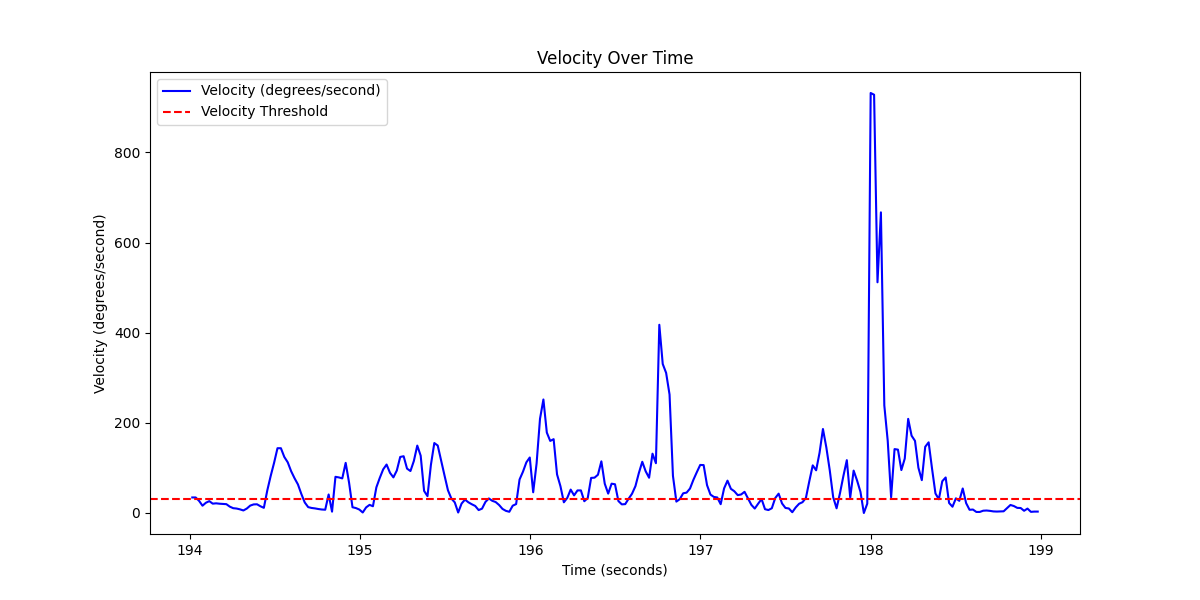 Velocity Over Time
Velocity (degrees/second)
Velocity Threshold
Velocity (degrees/second)
800
600
400
200
0
194
195
196
197
198
199
Time (seconds)